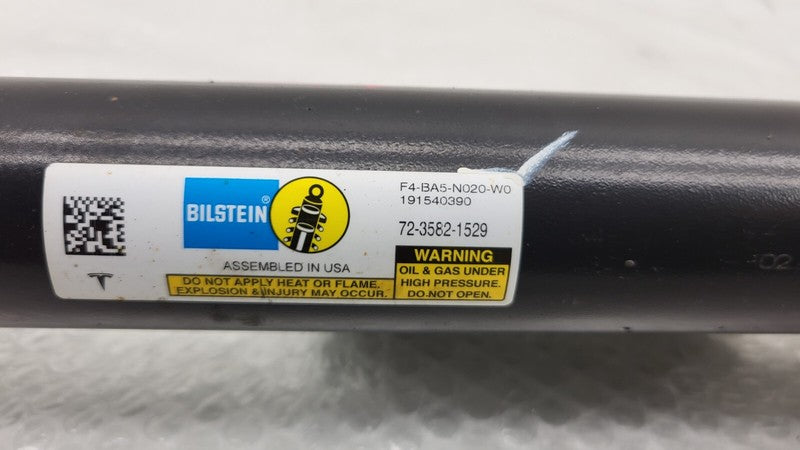 BILSTEIN®
F4-BA5-N020-W0
191540390
72-3582-1529
ASSEMBLED IN USA
DO NOT APPLY HEAT OR FLAME.
EXPLOSION & INJURY MAY OCCUR.
WARNING
OIL & GAS UNDER
HIGH PRESSURE.
DO NOT OPEN.
02